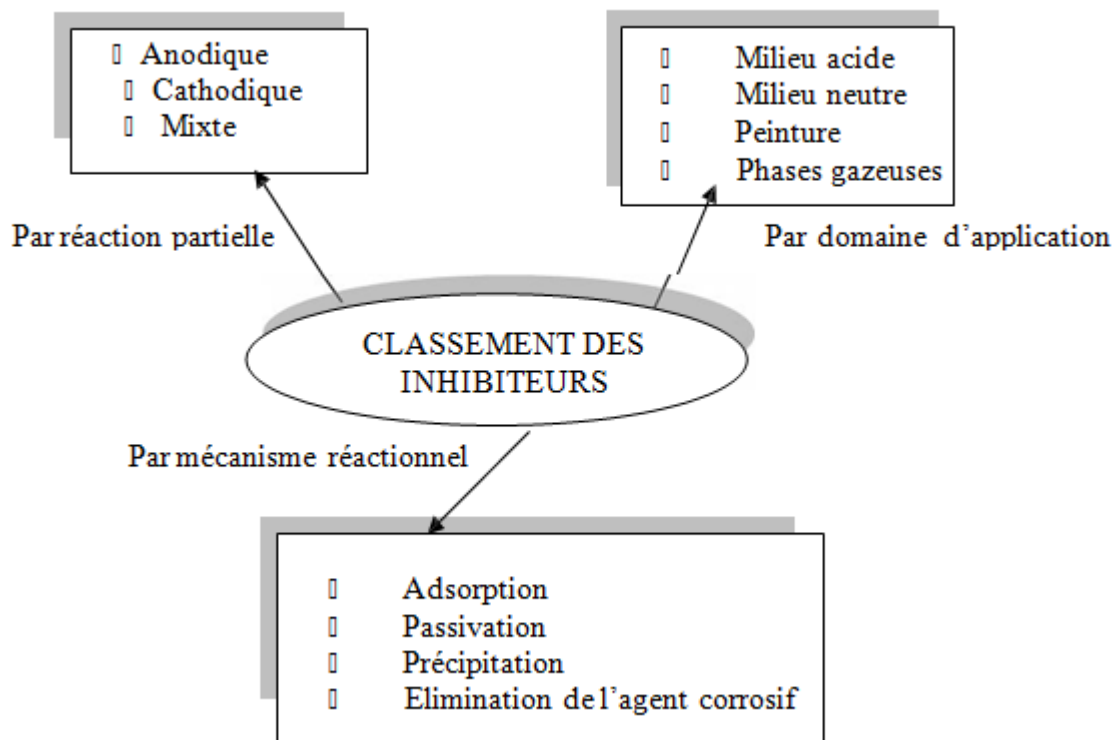 Anodique
Cathodique
Mixte
Milieu acide
Milieu neutre
Peinture
Phases gazeuses
Par réaction partielle
Par domaine d'application
CLASSEMENT DES
INHIBITEURS
Par mécanisme réactionnel
Adsorption
Passivation
Précipitation
Elimination de l'agent corrosif